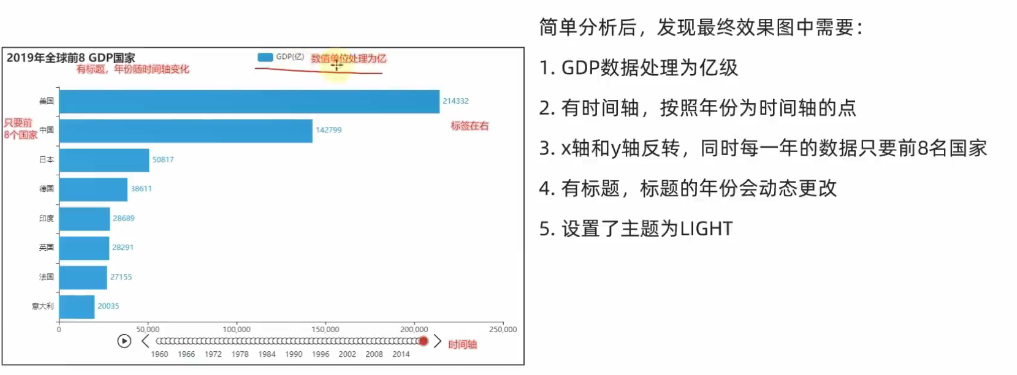 2019年全球前8 GDP国家
GDP(亿)
数值单位处理为亿
有标题，年份随时间轴变化
只要前
8个国家
标签在右
美国
214332
中国
142799
日本
50817
德国
38611
印度
28689
英国
28291
法国
27155
意大利
20035
0
50,000
100,000
150,000
200,000
250,000
时间轴
1960
1966
1972
1978
1984
1990
1996
2002
2008
2014
简单分析后，发现最终效果图中需要：
1. GDP数据处理为亿级
2. 有时间轴，按照年份为时间轴的点
3. x轴和y轴反转，同时每一年的数据只要前8名国家
4. 有标题，标题的年份会动态更改
5. 设置了主题为LIGHT